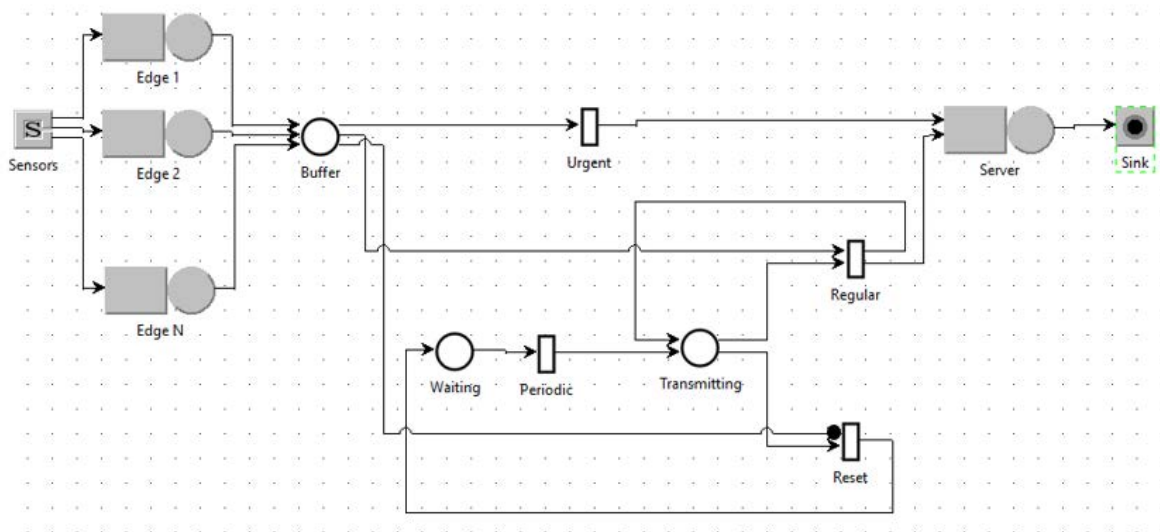 Edge 1
S
Sensors
Edge 2
Buffer
Urgent
Server
Sink
Edge N
Regular
Waiting
Periodic
Transmitting
Reset